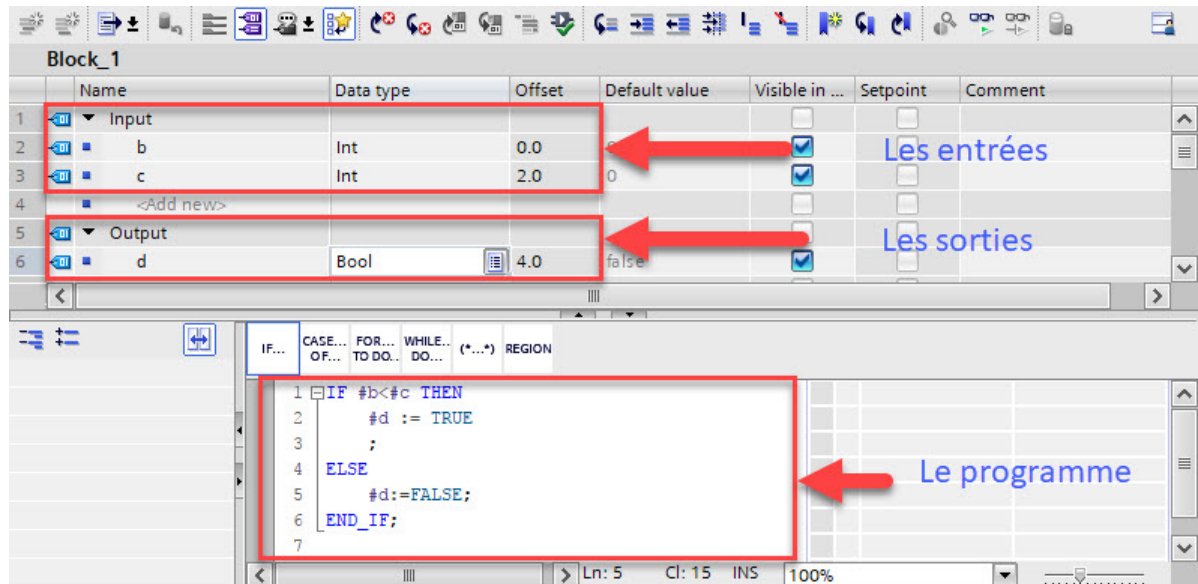 Block_1
Name Data type Offset Default value Visible in ... Setpoint Comment
1 Input
2 b Int 0.0
3 c Int 2.0 0
4 <Add new>
5 Output
6 d Bool 4.0 false
Les entrées
Les sorties
IF... CASE... OF... FOR... TO DO.. WHILE.. DO... (*...*) REGION
1 IF #b<#c THEN
2 #d := TRUE
3 ;
4 ELSE
5 #d:=FALSE;
6 END_IF;
7
Le programme
Ln: 5 Cl: 15 INS 100%